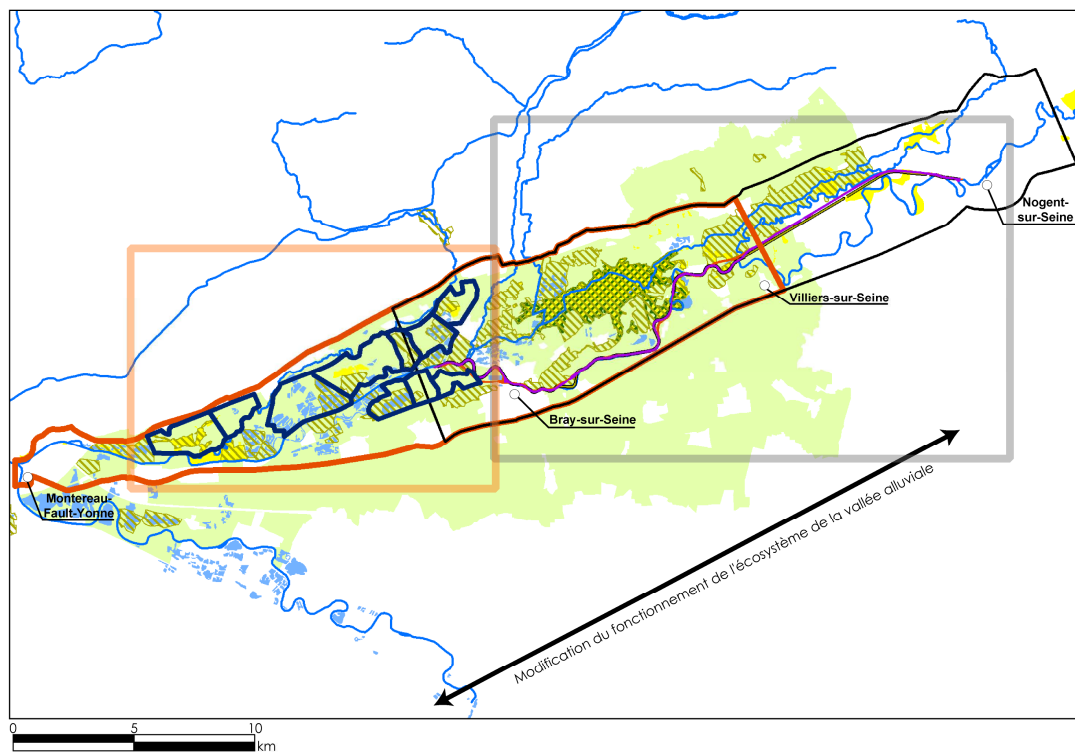 Nogent-
sur-Seine
Villiers-sur-Seine
Bray-sur-Seine
Montereau-
Fault-Yonne
Modification du fonctionnement de l'écosystème de la vallée alluviale
0 5 10
km